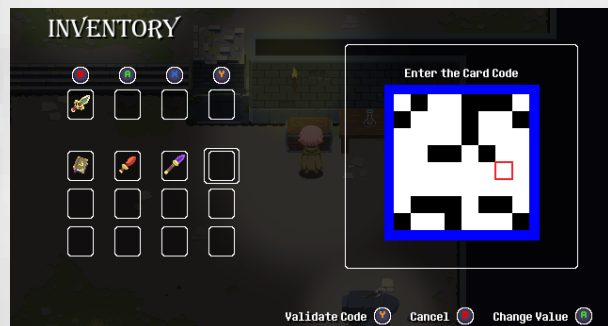 INVENTORY
B A X Y
Enter the Card Code
Validate Code Y Cancel B Change Value A